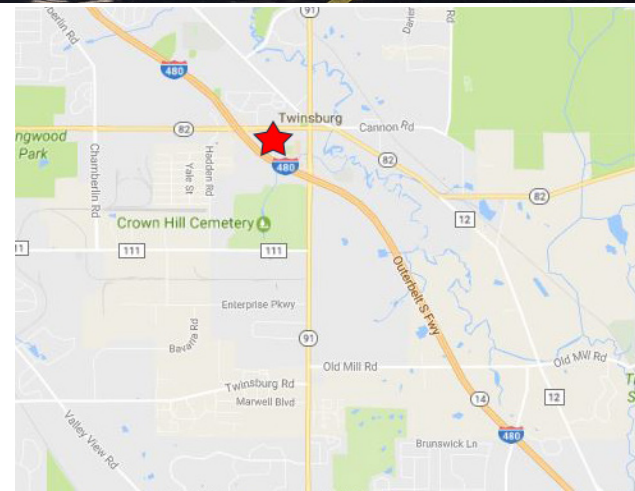 91
Rd
480
Twinsburg
Cannon Rd
82
82
82
480
Park
Chamberlin Rd
Yale St
Hadden Rd
12
Crown Hill Cemetery
111
111
Outerbelt S Fwy
Enterprise Pkwy
Bavaria Rd
91
Old Mill Rd
Old Mill Rd
Twinsburg Rd
Marwell Blvd
14
12
480
Valley View Rd
Brunswick Ln